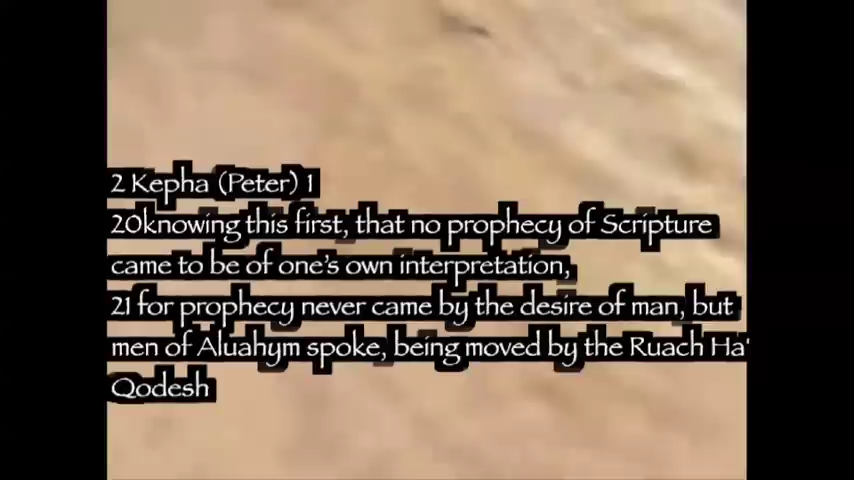 2 Kepha (Peter) 1
20knowing this first, that no prophecy of Scripture
came to be of one's own interpretation,
21 for prophecy never came by the desire of man, but
men of Aluahym spoke, being moved by the Ruach Ha'
Qodesh